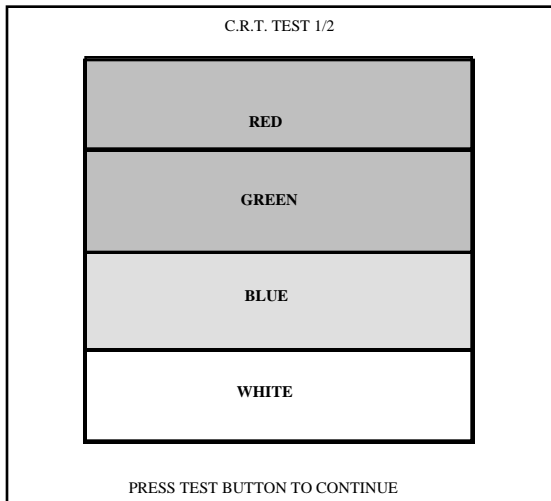 C.R.T. TEST 1/2
RED
GREEN
BLUE
WHITE
PRESS TEST BUTTON TO CONTINUE